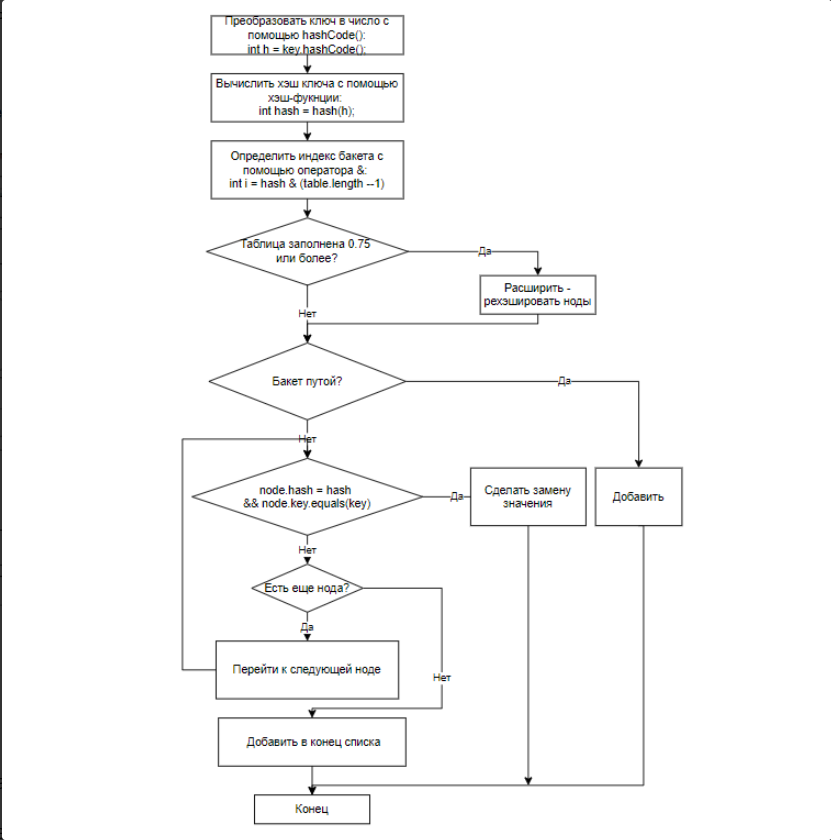 Преобразовать ключ в число с
помощью hashCode():
int h = key.hashCode();
Вычислить хэш ключа с помощью
хэш-фукнции:
int hash = hash(h);
Определить индекс бакета с
помощью оператора &:
int i = hash & (table.length --1)
Таблица заполнена 0.75
или более?
Да
Расширить -
рехэшировать ноды
Нет
Бакет путой?
Да
Нет
node.hash = hash
&& node.key.equals(key)
Да
Сделать замену
значения
Добавить
Нет
Есть еще нода?
Да
Перейти к следующей ноде
Нет
Добавить в конец списка
Конец